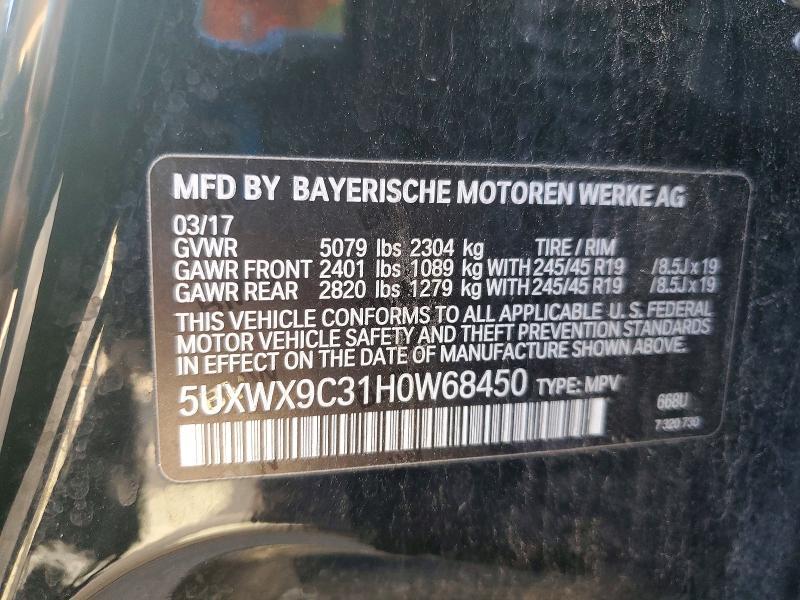 MFD BY BAYERISCHE MOTOREN WERKE AG
03/17
GVWR 5079 lbs 2304 kg TIRE / RIM
GAWR FRONT 2401 lbs 1089 kg WITH 245/45 R19 /8.5J x 19
GAWR REAR 2820 lbs 1279 kg WITH 245/45 R19 /8.5J x 19
THIS VEHICLE CONFORMS TO ALL APPLICABLE U.S. FEDERAL
MOTOR VEHICLE SAFETY AND THEFT PREVENTION STANDARDS
IN EFFECT ON THE DATE OF MANUFACTURE SHOWN ABOVE.
5UXWX9C31H0W68450 TYPE: MPV
668U
7 320 730